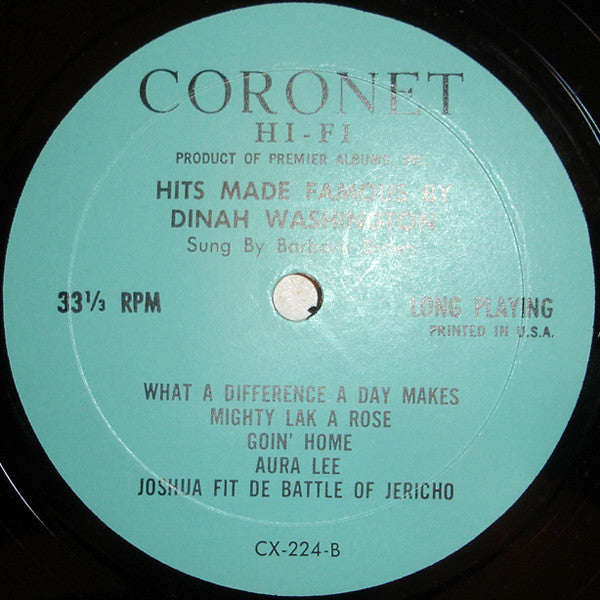 CORONET
HI-FI
PRODUCT OF PREMIER ALBUMS, INC.
HITS MADE FAMOUS BY
DINAH WASHINGTON
Sung By Barbara
33⅓ RPM
LONG PLAYING
PRINTED IN U.S.A.
WHAT A DIFFERENCE A DAY MAKES
MIGHTY LAK A ROSE
GOIN' HOME
AURA LEE
JOSHUA FIT DE BATTLE OF JERICHO
CX-224-B